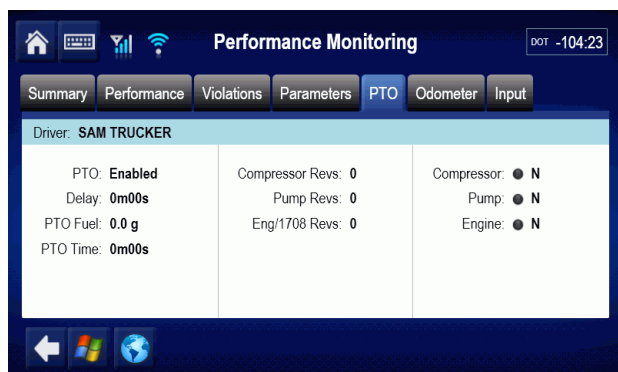 Performance Monitoring
DOT -104:23
Summary Performance Violations Parameters PTO Odometer Input
Driver: SAM TRUCKER
PTO: Enabled
Delay: 0m00s
PTO Fuel: 0.0 g
PTO Time: 0m00s
Compressor Revs: 0
Pump Revs: 0
Eng/1708 Revs: 0
Compressor: N
Pump: N
Engine: N